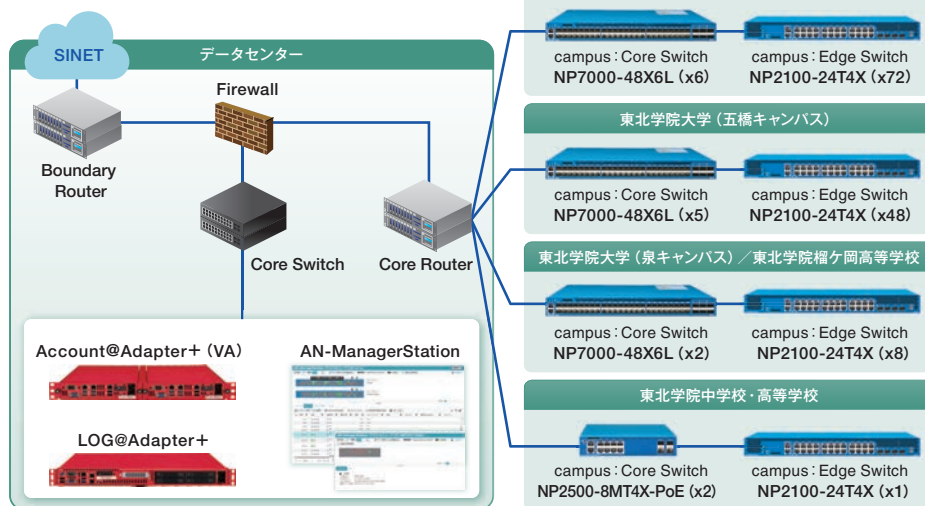 SINET
データセンター
Firewall
Boundary
Router
Core Switch
Core Router
Account@Adapter+ (VA)
AN-ManagerStation
LOG@Adapter+
campus:Core Switch
NP7000-48X6L (x6)
campus:Edge Switch
NP2100-24T4X (x72)
東北学院大学(五橋キャンパス)
campus:Core Switch
NP7000-48X6L (x5)
campus:Edge Switch
NP2100-24T4X (x48)
東北学院大学(泉キャンパス)/東北学院榴ケ岡高等学校
campus:Core Switch
NP7000-48X6L (x2)
campus:Edge Switch
NP2100-24T4X (x8)
東北学院中学校・高等学校
campus:Core Switch
NP2500-8MT4X-PoE (x2)
campus:Edge Switch
NP2100-24T4X (x1)